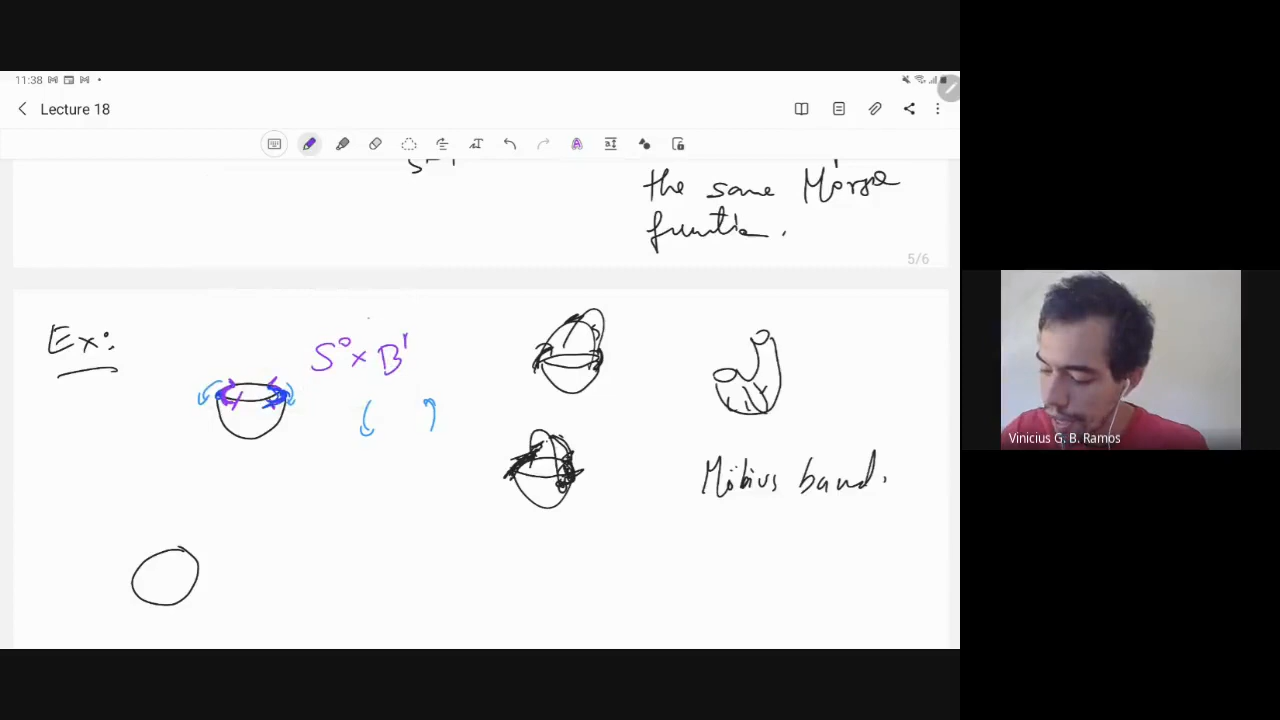 11:38
Lecture 18
the same Morse
function.
5/6
Ex:
S⁰ × B¹
Möbius band.
Vinicius G. B. Ramos